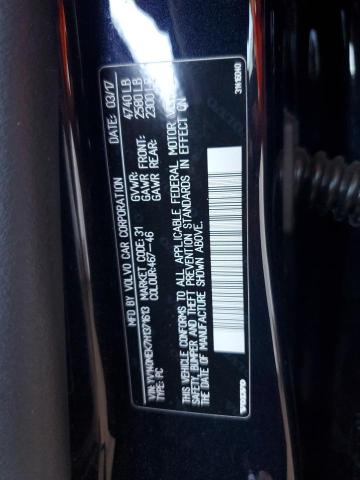 MFD. BY VOLVO CAR CORPORATION DATE: 03/17
GVWR: 4740 LB
GAWR FRONT: 2580 LB
GAWR REAR: 2300 LB
MARKET CODE: 31
TYPE: PC COLOUR:467-46
THIS VEHICLE CONFORMS TO ALL APPLICABLE FEDERAL MOTOR
SAFETY, BUMPER AND THEFT PREVENTION STANDARDS IN EFFECT ON
THE DATE OF MANUFACTURE SHOWN ABOVE.
VOLVO